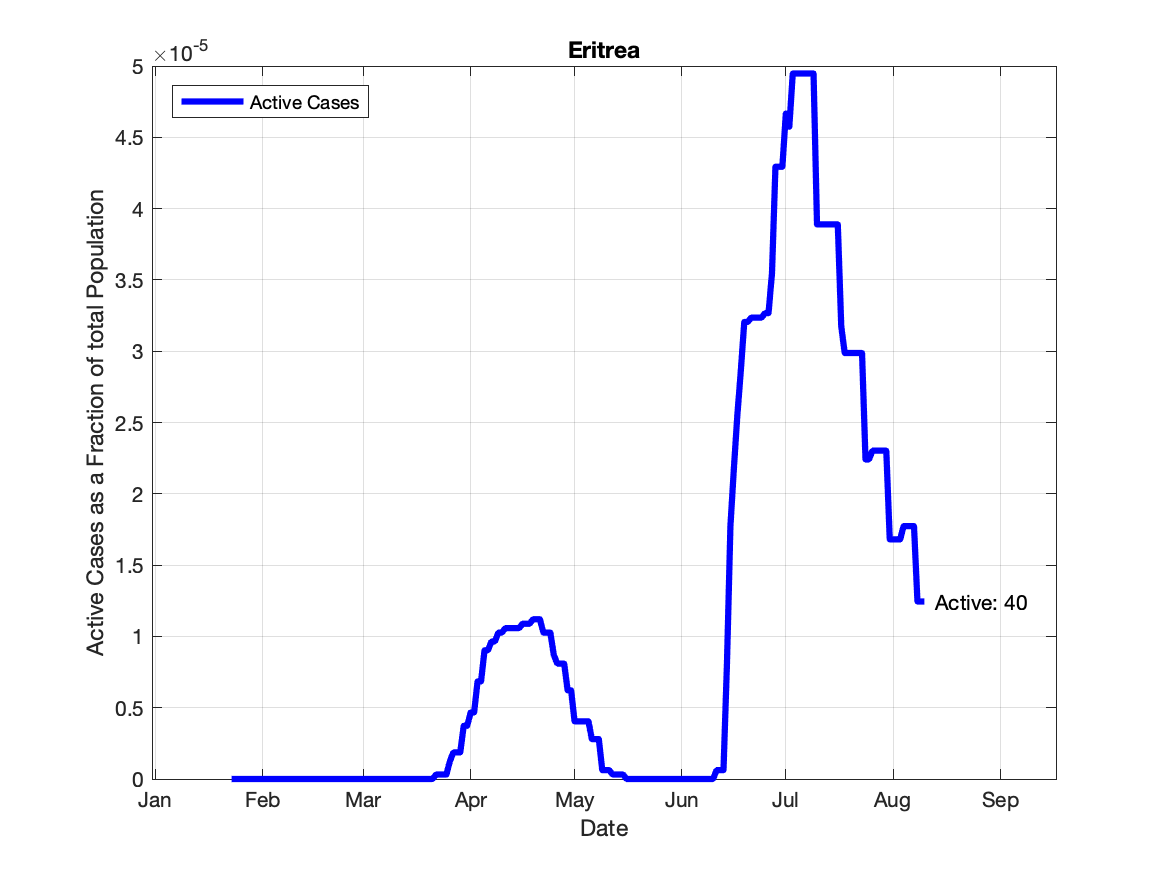 Eritrea
×10-5
Active Cases
5
4.5
4
3.5
3
2.5
2
1.5
1
0.5
0
Active Cases as a Fraction of total Population
Active: 40
Jan Feb Mar Apr May Jun Jul Aug Sep
Date